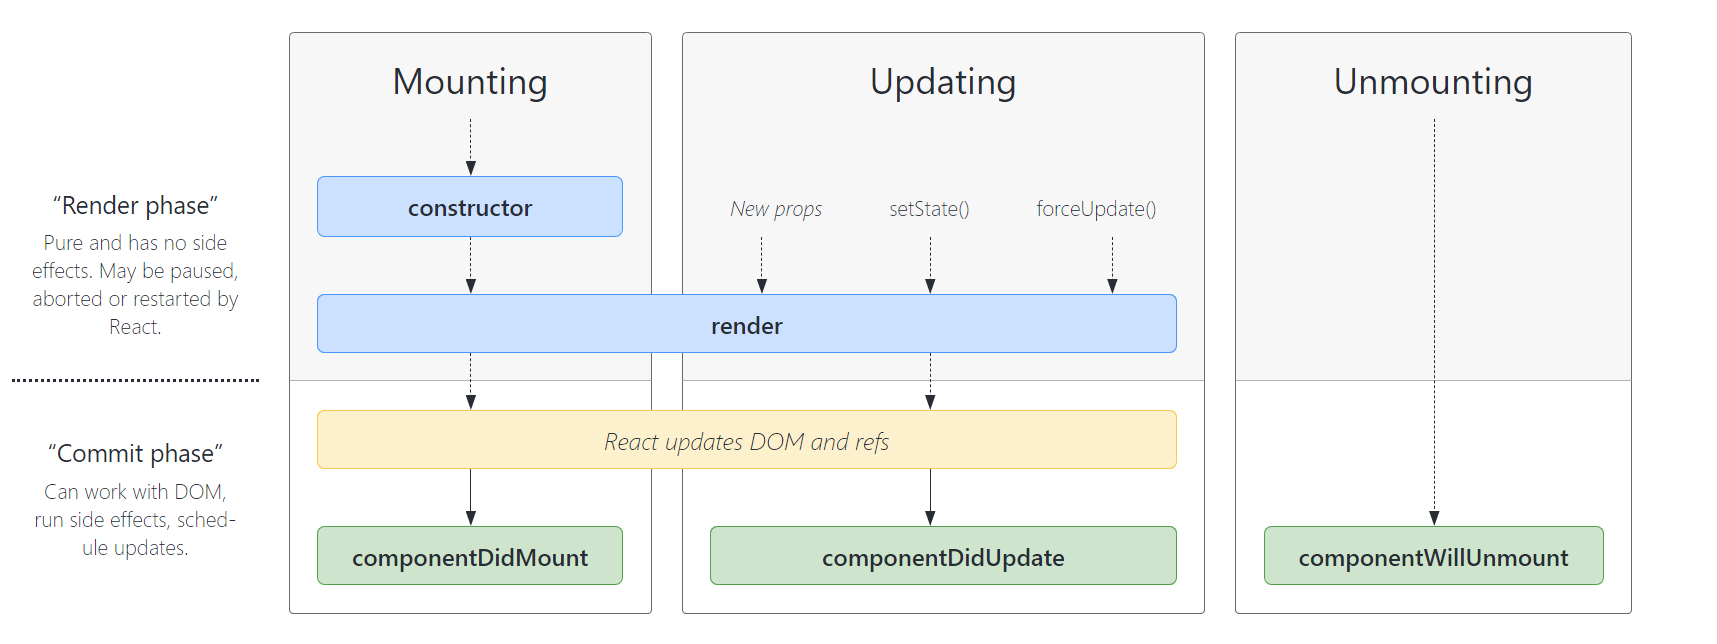 Mounting
Updating
Unmounting
“Render phase”
Pure and has no side
effects. May be paused,
aborted or restarted by
React.
constructor
New props
setState()
forceUpdate()
render
“Commit phase”
Can work with DOM,
run side effects, sched-
ule updates.
React updates DOM and refs
componentDidMount
componentDidUpdate
componentWillUnmount